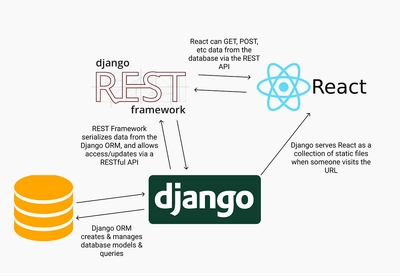 React can GET, POST,
etc data from the
database via the REST
API
django
REST
framework
React
REST Framework
serializes data from the
Django ORM, and allows
access/updates via a
RESTful API
Django serves React as a
collection of static files
when someone visits the
URL
django
Django ORM
creates & manages
database models &
queries